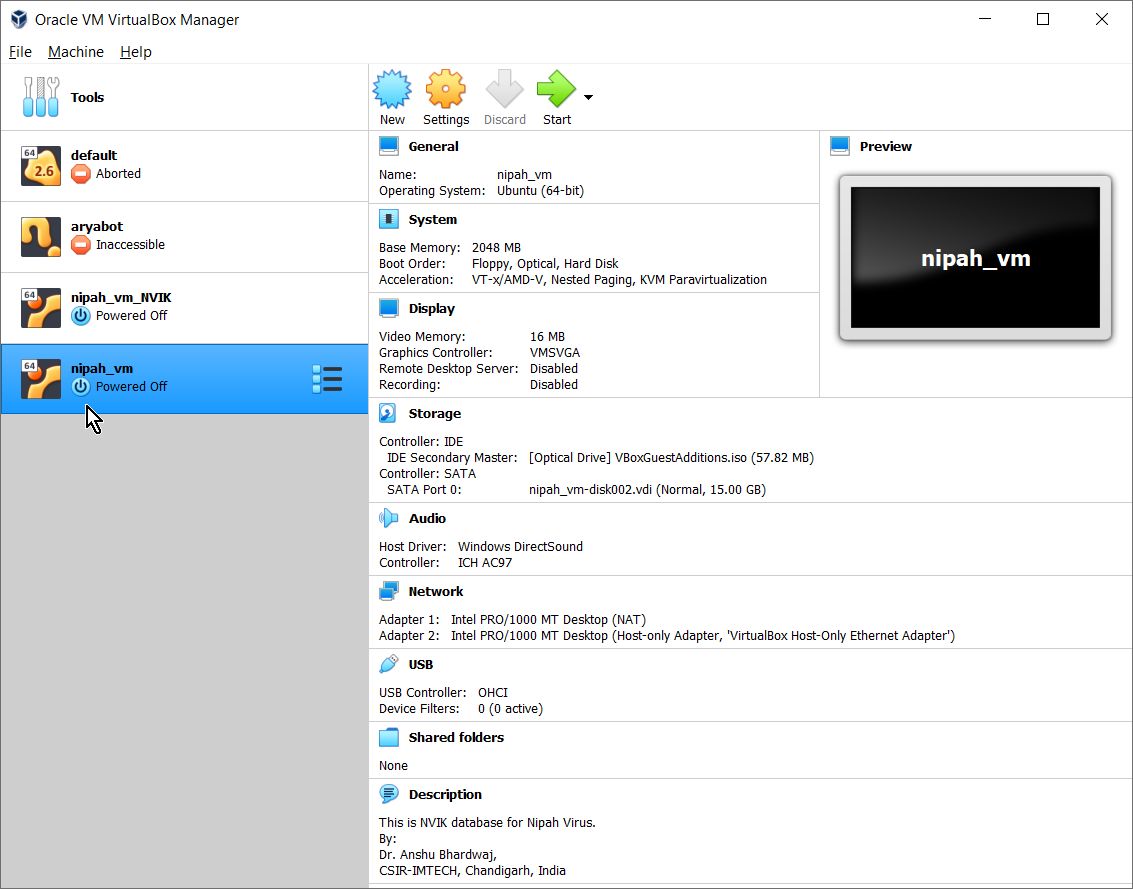 Oracle VM VirtualBox Manager
File Machine Help
Tools
64
2.6
default
Aborted
aryabot
Inaccessible
64
nipah_vm_NVIK
Powered Off
64
nipah_vm
Powered Off
New Settings Discard Start
General
Name: nipah_vm
Operating System: Ubuntu (64-bit)
System
Base Memory: 2048 MB
Boot Order: Floppy, Optical, Hard Disk
Acceleration: VT-x/AMD-V, Nested Paging, KVM Paravirtualization
Display
Video Memory: 16 MB
Graphics Controller: VMSVGA
Remote Desktop Server: Disabled
Recording: Disabled
Preview
nipah_vm
Storage
Controller: IDE
IDE Secondary Master: [Optical Drive] VBoxGuestAdditions.iso (57.82 MB)
Controller: SATA
SATA Port 0: nipah_vm-disk002.vdi (Normal, 15.00 GB)
Audio
Host Driver: Windows DirectSound
Controller: ICH AC97
Network
Adapter 1: Intel PRO/1000 MT Desktop (NAT)
Adapter 2: Intel PRO/1000 MT Desktop (Host-only Adapter, 'VirtualBox Host-Only Ethernet Adapter')
USB
USB Controller: OHCI
Device Filters: 0 (0 active)
Shared folders
None
Description
This is NVIK database for Nipah Virus.
By:
Dr. Anshu Bhardwaj,
CSIR-IMTECH, Chandigarh, India